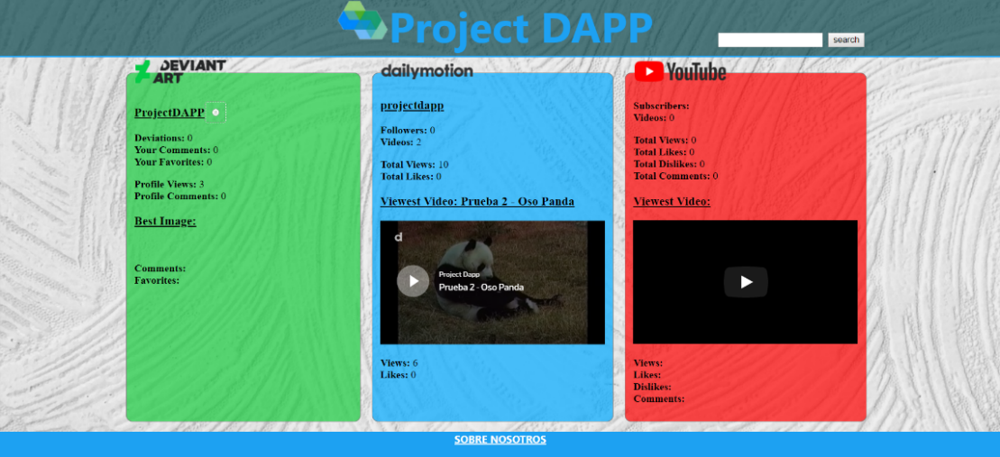 Project DAPP
search
DEVIANT
ART
ProjectDAPP
Deviations: 0
Your Comments: 0
Your Favorites: 0
Profile Views: 3
Profile Comments: 0
Best Image:
Comments:
Favorites:
dailymotion
projectdapp
Followers: 0
Videos: 2
Total Views: 10
Total Likes: 0
Viewest Video: Prueba 2 - Oso Panda
d
Project Dapp
Prueba 2 - Oso Panda
Views: 6
Likes: 0
YouTube
Subscribers:
Videos: 0
Total Views: 0
Total Likes: 0
Total Dislikes: 0
Total Comments: 0
Viewest Video:
Views:
Likes:
Dislikes:
Comments:
SOBRE NOSOTROS